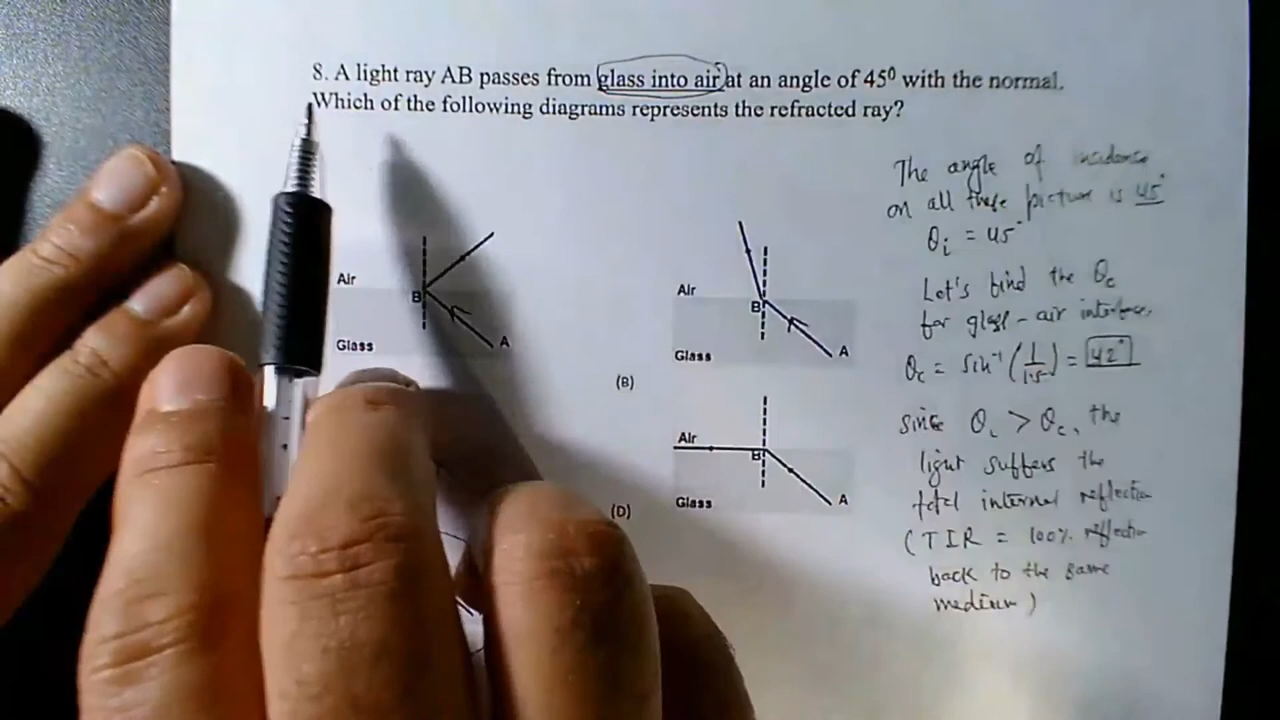 8. A light ray AB passes from glass into air at an angle of 45⁰ with the normal.
Which of the following diagrams represents the refracted ray?
Air
B
Glass
A
Air
B
Glass
A
(B)
Air
B
Glass
A
(D)
The angle of incidence
on all these picture is 45°
θi = 45°
Let's find the θc
for glass - air interface,
θc = sin⁻¹ (1/1.5) = 42°
since θi > θc, the
light suffers the
total internal reflection
(TIR = 100% reflection
back to the same
medium)